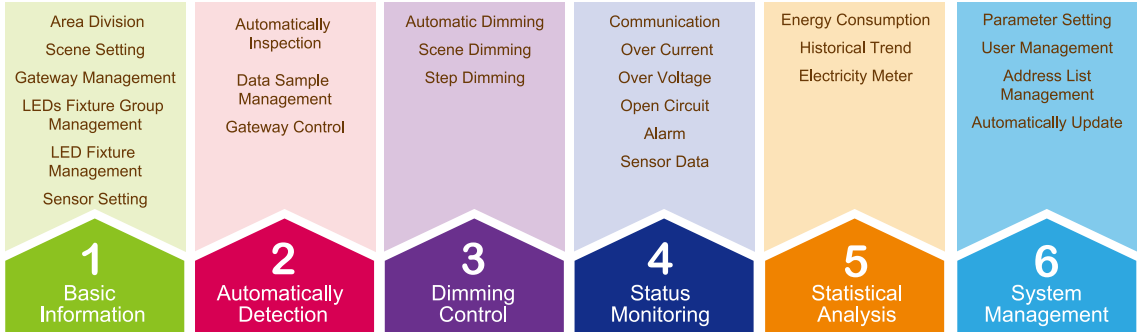 Area Division
Scene Setting
Gateway Management
LEDs Fixture Group
Management
LED Fixture
Management
Sensor Setting
1
Basic
Information
Automatically
Inspection
Data Sample
Management
Gateway Control
2
Automatically
Detection
Automatic Dimming
Scene Dimming
Step Dimming
3
Dimming
Control
Communication
Over Current
Over Voltage
Open Circuit
Alarm
Sensor Data
4
Status
Monitoring
Energy Consumption
Historical Trend
Electricity Meter
5
Statistical
Analysis
Parameter Setting
User Management
Address List
Management
Automatically Update
6
System
Management